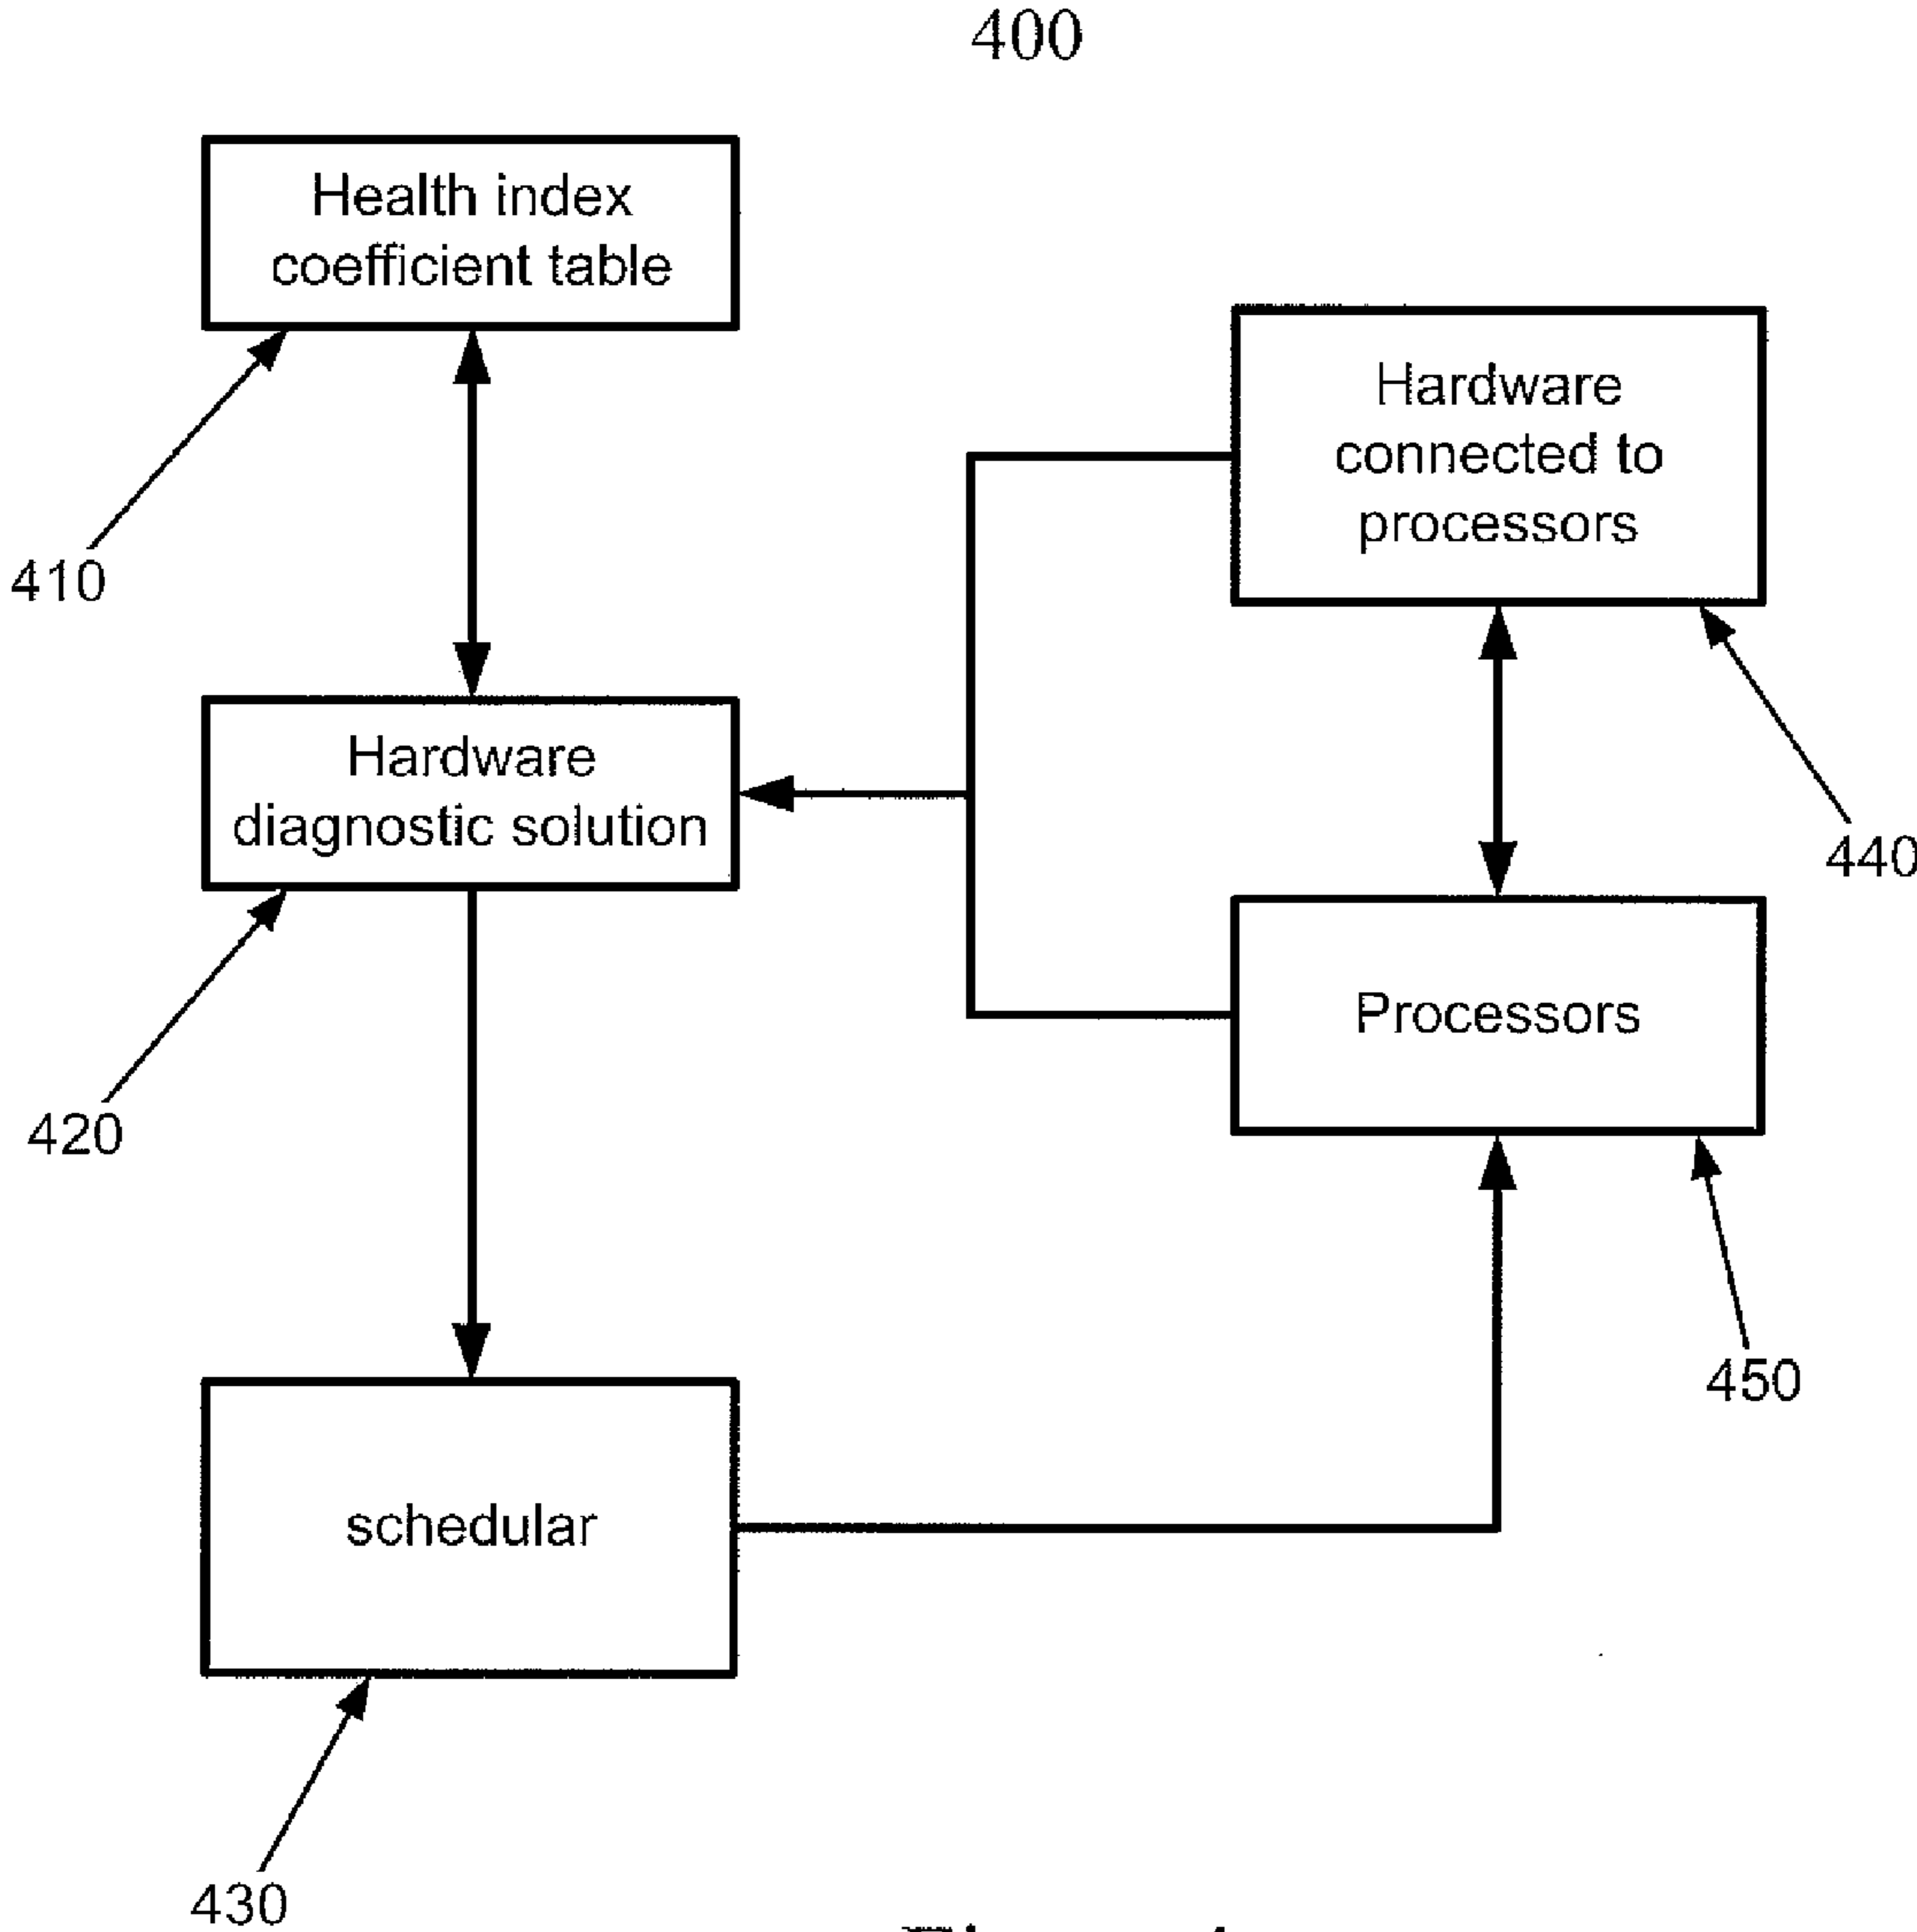 400
Health index
coefficient table
410
Hardware
connected to
processors
440
Hardware
diagnostic solution
420
Processors
450
schedular
430